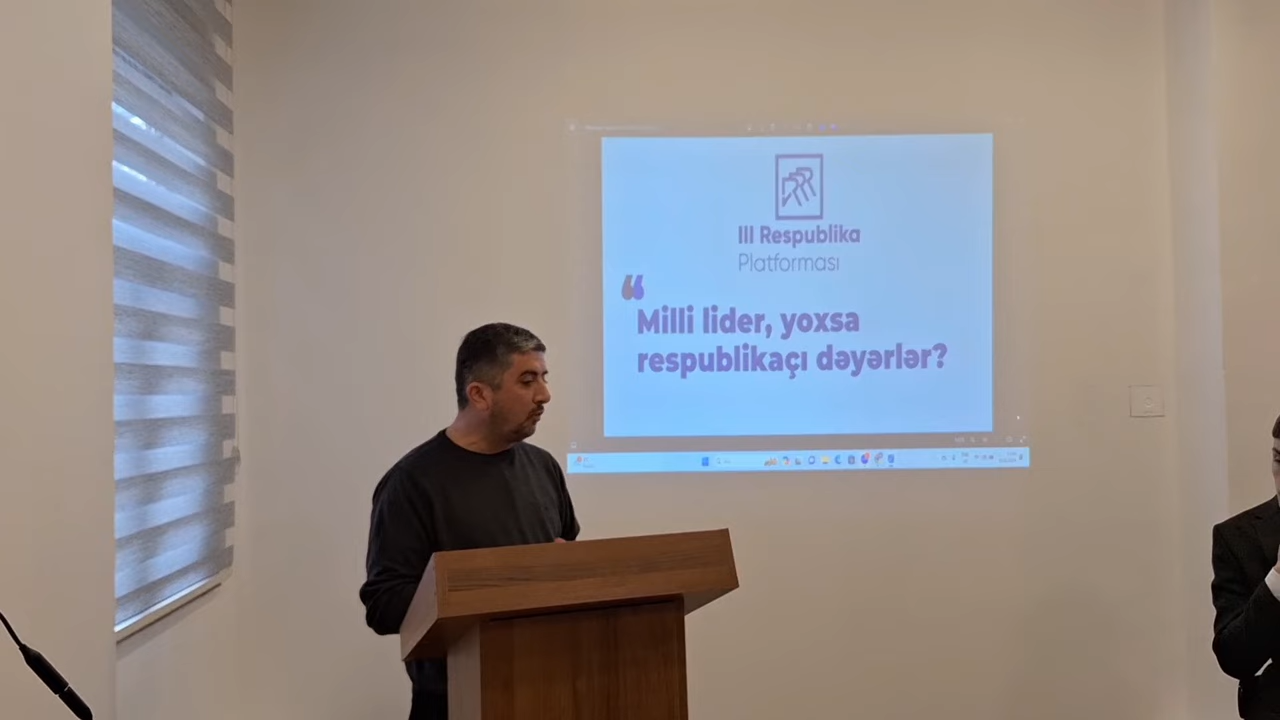 III Respublika
Platforması
Milli lider, yoxsa
respublikaçı dəyərlər?